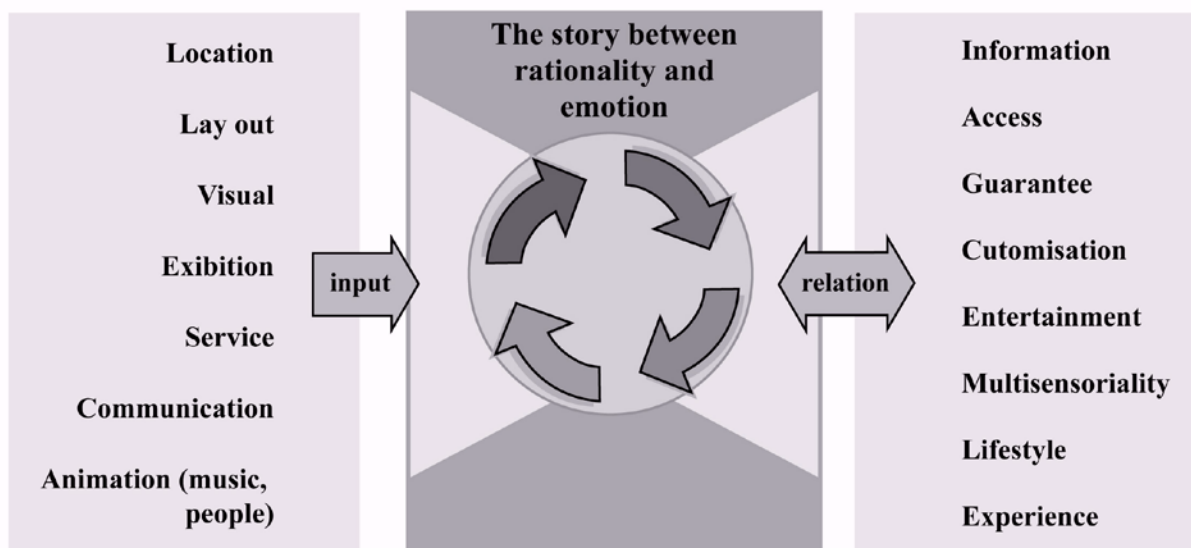 Location
Lay out
Visual
Exibition
Service
Communication
Animation (music,
people)
input
The story between
rationality and
emotion
relation
Information
Access
Guarantee
Cutomisation
Entertainment
Multisensoriality
Lifestyle
Experience